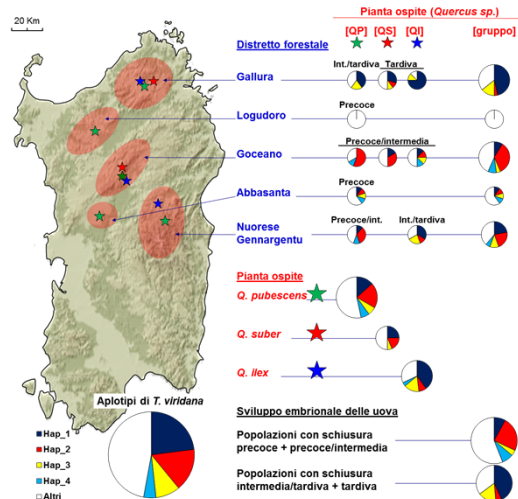 20 Km
Pianta ospite (Quercus sp.)
[QP] [QS] [QI] [gruppo]
Distretto forestale
Int./tardiva Tardiva
Gallura
Precoce
Logudoro
Precoce/intermedia
Goceano
Precoce
Abbasanta
Precoce/int. Int./tardiva
Nuorese
Gennargentu
Pianta ospite
Q. pubescens
Q. suber
Q. ilex
Aplotipi di T. viridana
Hap_1
Hap_2
Hap_3
Hap_4
Altri
Sviluppo embrionale delle uova
Popolazioni con schiusura
precoce + precoce/intermedia
Popolazioni con schiusura
intermedia/tardiva + tardiva